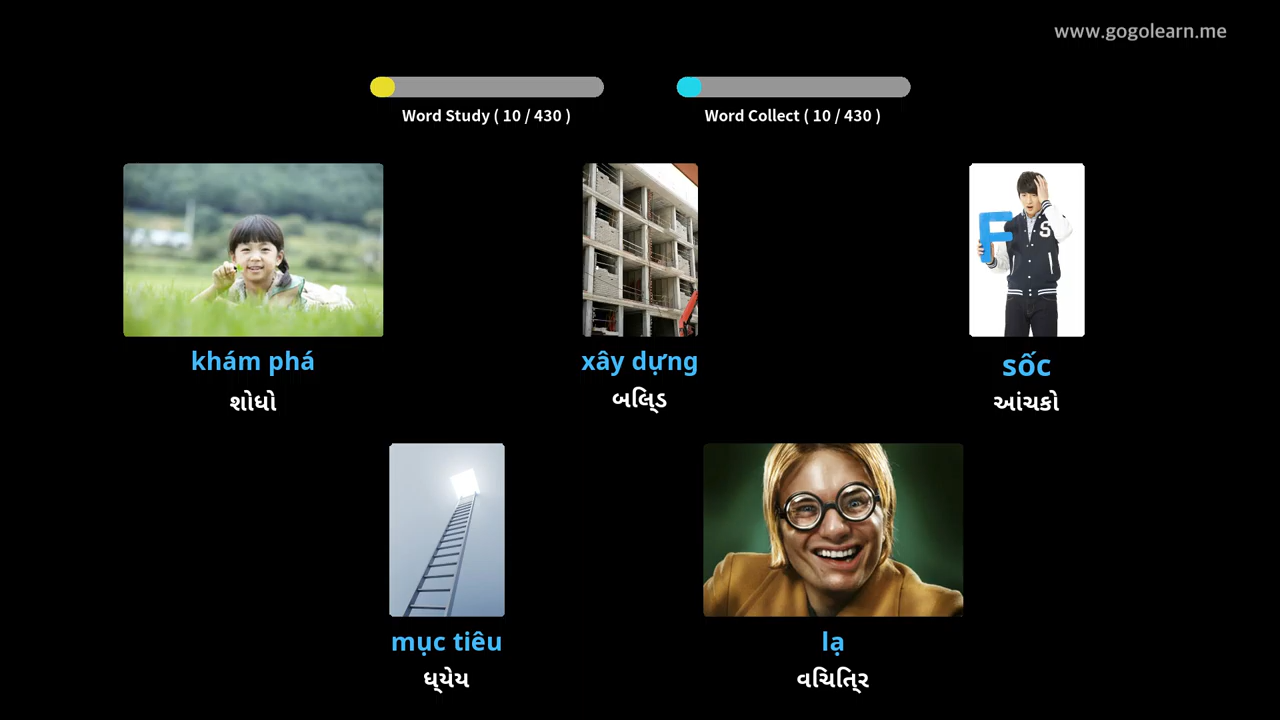 www.gogolearn.me
Word Study ( 10 / 430 )
Word Collect ( 10 / 430 )
khám phá
શોધો
xây dựng
બિલ્ડ
sốc
આંચકો
mục tiêu
ધ્યેય
lạ
વિચિત્ર
F
S